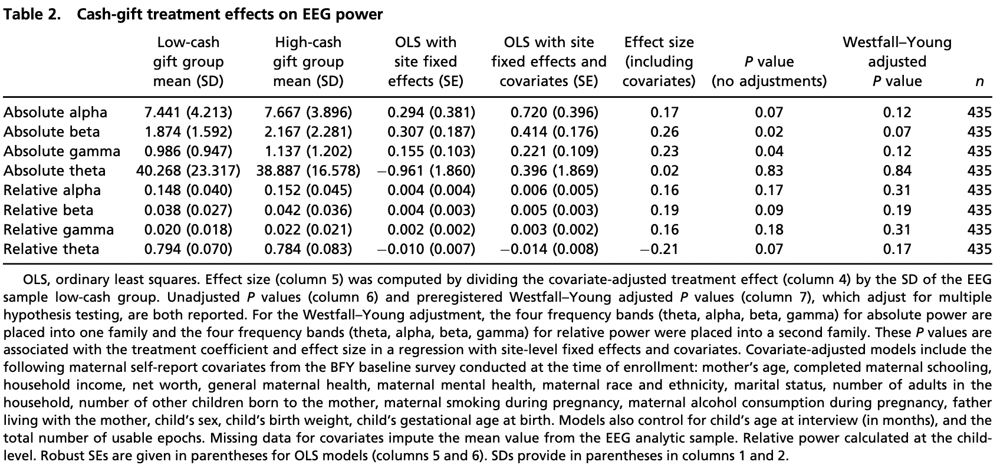 Table 2. Cash-gift treatment effects on EEG power
Low-cash gift group mean (SD) High-cash gift group mean (SD) OLS with site fixed effects (SE) OLS with site fixed effects and covariates (SE) Effect size (including covariates) P value (no adjustments) Westfall–Young adjusted P value n
Absolute alpha 7.441 (4.213) 7.667 (3.896) 0.294 (0.381) 0.720 (0.396) 0.17 0.07 0.12 435
Absolute beta 1.874 (1.592) 2.167 (2.281) 0.307 (0.187) 0.414 (0.176) 0.26 0.02 0.07 435
Absolute gamma 0.986 (0.947) 1.137 (1.202) 0.155 (0.103) 0.221 (0.109) 0.23 0.04 0.12 435
Absolute theta 40.268 (23.317) 38.887 (16.578) −0.961 (1.860) 0.396 (1.869) 0.02 0.83 0.84 435
Relative alpha 0.148 (0.040) 0.152 (0.045) 0.004 (0.004) 0.006 (0.005) 0.16 0.17 0.31 435
Relative beta 0.038 (0.027) 0.042 (0.036) 0.004 (0.003) 0.005 (0.003) 0.19 0.09 0.19 435
Relative gamma 0.020 (0.018) 0.022 (0.021) 0.002 (0.002) 0.003 (0.002) 0.16 0.18 0.31 435
Relative theta 0.794 (0.070) 0.784 (0.083) −0.010 (0.007) −0.014 (0.008) −0.21 0.07 0.17 435
OLS, ordinary least squares. Effect size (column 5) was computed by dividing the covariate-adjusted treatment effect (column 4) by the SD of the EEG
sample low-cash group. Unadjusted P values (column 6) and preregistered Westfall–Young adjusted P values (column 7), which adjust for multiple
hypothesis testing, are both reported. For the Westfall–Young adjustment, the four frequency bands (theta, alpha, beta, gamma) for absolute power are
placed into one family and the four frequency bands (theta, alpha, beta, gamma) for relative power were placed into a second family. These P values are
associated with the treatment coefficient and effect size in a regression with site-level fixed effects and covariates. Covariate-adjusted models include the
following maternal self-report covariates from the BFY baseline survey conducted at the time of enrollment: mother's age, completed maternal schooling,
household income, net worth, general maternal health, maternal mental health, maternal race and ethnicity, marital status, number of adults in the
household, number of other children born to the mother, maternal smoking during pregnancy, maternal alcohol consumption during pregnancy, father
living with the mother, child's sex, child's birth weight, child's gestational age at birth. Models also control for child's age at interview (in months), and the
total number of usable epochs. Missing data for covariates impute the mean value from the EEG analytic sample. Relative power calculated at the child-
level. Robust SEs are given in parentheses for OLS models (columns 5 and 6). SDs provide in parentheses in columns 1 and 2.